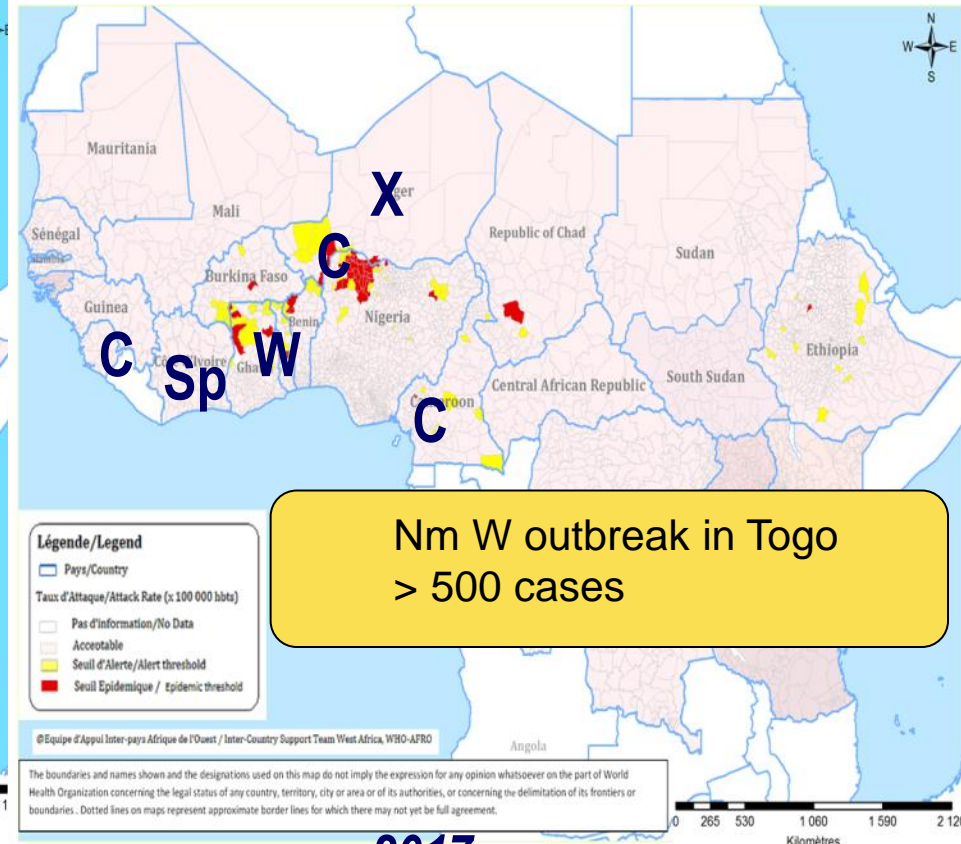 N
W E
S
Mauritania
Mali
X
ger
Republic of Chad
Sudan
Sénégal
C
Burkina Faso
Guinea
Benin
Nigeria
Ethiopia
C
Sp
W
Central African Republic
South Sudan
C
Nm W outbreak in Togo
> 500 cases
Légende/Legend
Pays/Country
Taux d'Attaque/Attack Rate (x 100 000 hbts)
Pas d'information/No Data
Acceptable
Seuil d'Alerte/Alert threshold
Seuil Epidemique / Epidemic threshold
@Equipe d'Appui Inter-pays Afrique de l'Ouest / Inter-Country Support Team West Africa, WHO-AFRO
Angola
The boundaries and names shown and the designations used on this map do not imply the expression for any opinion whatsoever on the part of World
Health Organization concerning the legal status of any country, territory, city or area or of its authorities, or concerning the delimitation of its frontiers or
boundaries . Dotted lines on maps represent approximate border lines for which there may not yet be full agreement.
0 265 530 1 060 1 590 2 120
Kilomètres
2017